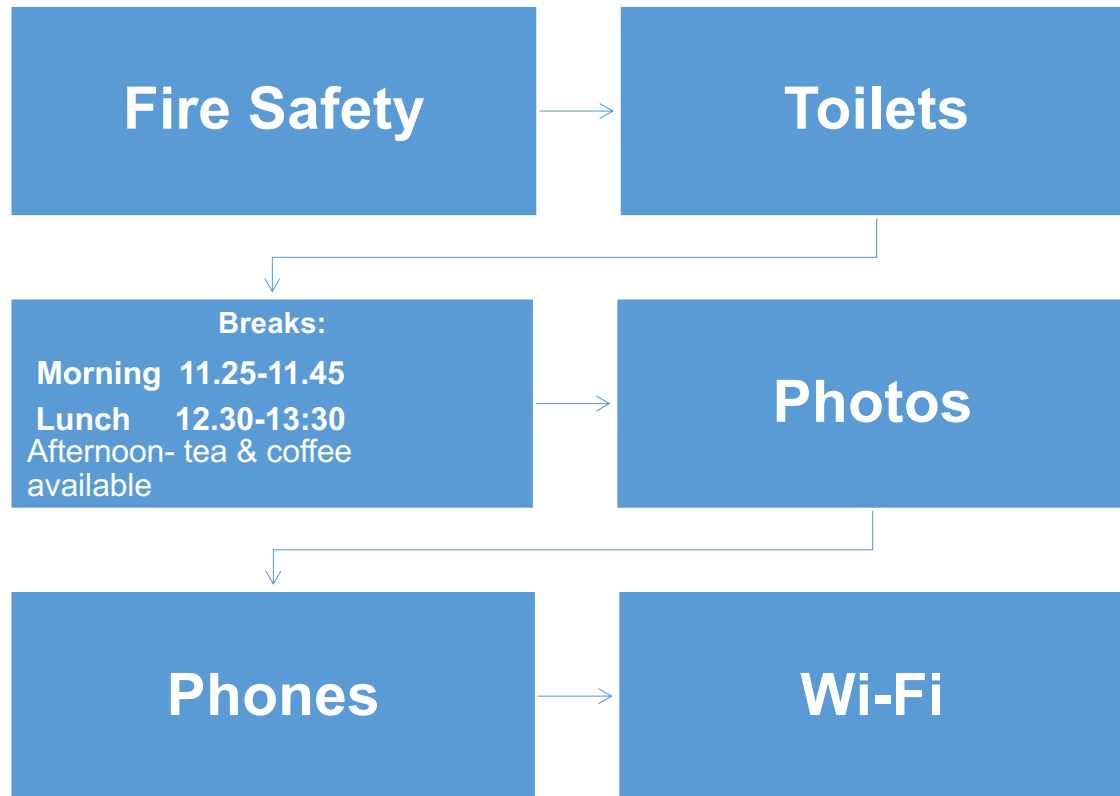 Fire Safety
Toilets
Breaks:
Morning 11.25-11.45
Lunch 12.30-13:30
Afternoon- tea & coffee
available
Photos
Phones
Wi-Fi